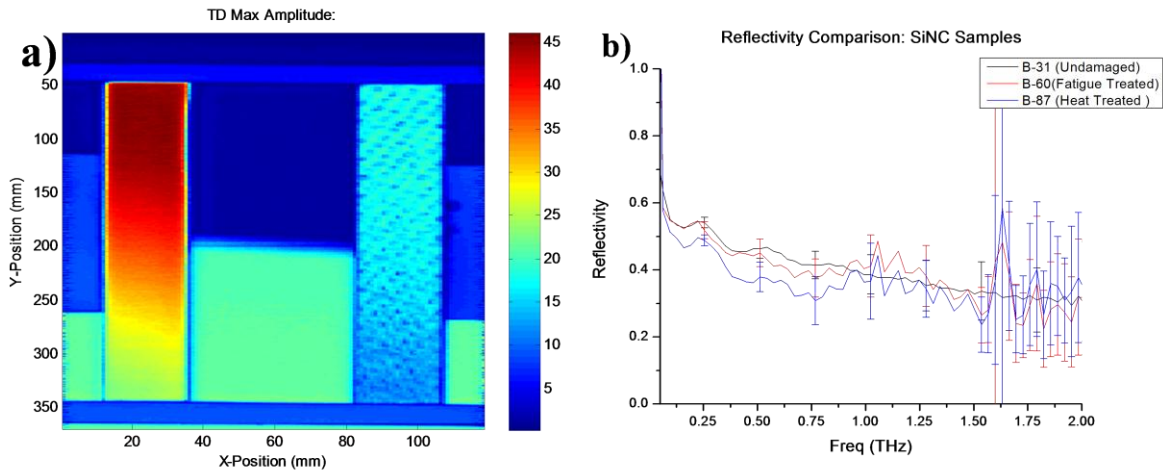 TD Max Amplitude:
a)
50
100
150
200
250
300
350
Y-Position (mm)
20 40 60 80 100
X-Position (mm)
45
40
35
30
25
20
15
10
5
b)
Reflectivity Comparison: SiNC Samples
B-31 (Undamaged)
B-60(Fatigue Treated)
B-87 (Heat Treated )
1.0
0.8
0.6
0.4
0.2
0.0
Reflectivity
0.25 0.50 0.75 1.00 1.25 1.50 1.75 2.00
Freq (THz)